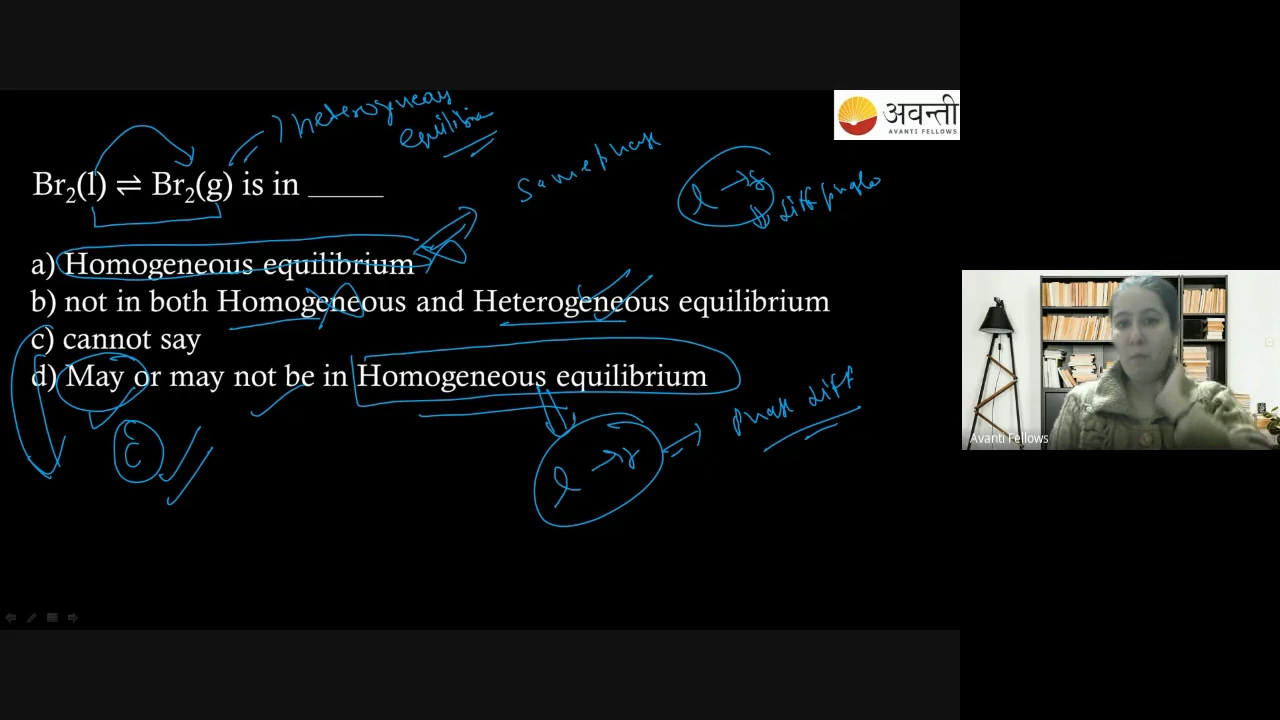 heterogeneous
equilibria
अवन्ती
AVANTI FELLOWS
same phase
l → g
diff phase
Br₂(l) ⇌ Br₂(g) is in _____
a) Homogeneous equilibrium
b) not in both Homogeneous and Heterogeneous equilibrium
c) cannot say
d) May or may not be in Homogeneous equilibrium
phase diff
l → g
Avanti Fellows